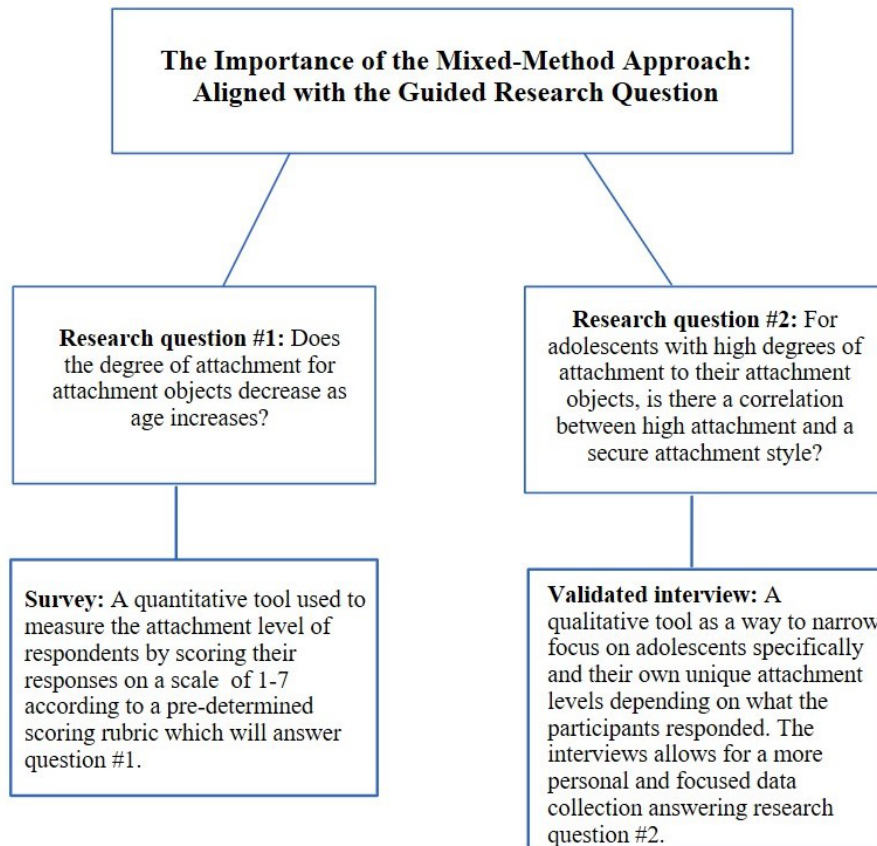 The Importance of the Mixed-Method Approach:
Aligned with the Guided Research Question
Research question #1: Does
the degree of attachment for
attachment objects decrease as
age increases?
Research question #2: For
adolescents with high degrees of
attachment to their attachment
objects, is there a correlation
between high attachment and a
secure attachment style?
Survey: A quantitative tool used to
measure the attachment level of
respondents by scoring their
responses on a scale of 1-7
according to a pre-determined
scoring rubric which will answer
question #1.
Validated interview: A
qualitative tool as a way to narrow
focus on adolescents specifically
and their own unique attachment
levels depending on what the
participants responded. The
interviews allows for a more
personal and focused data
collection answering research
question #2.